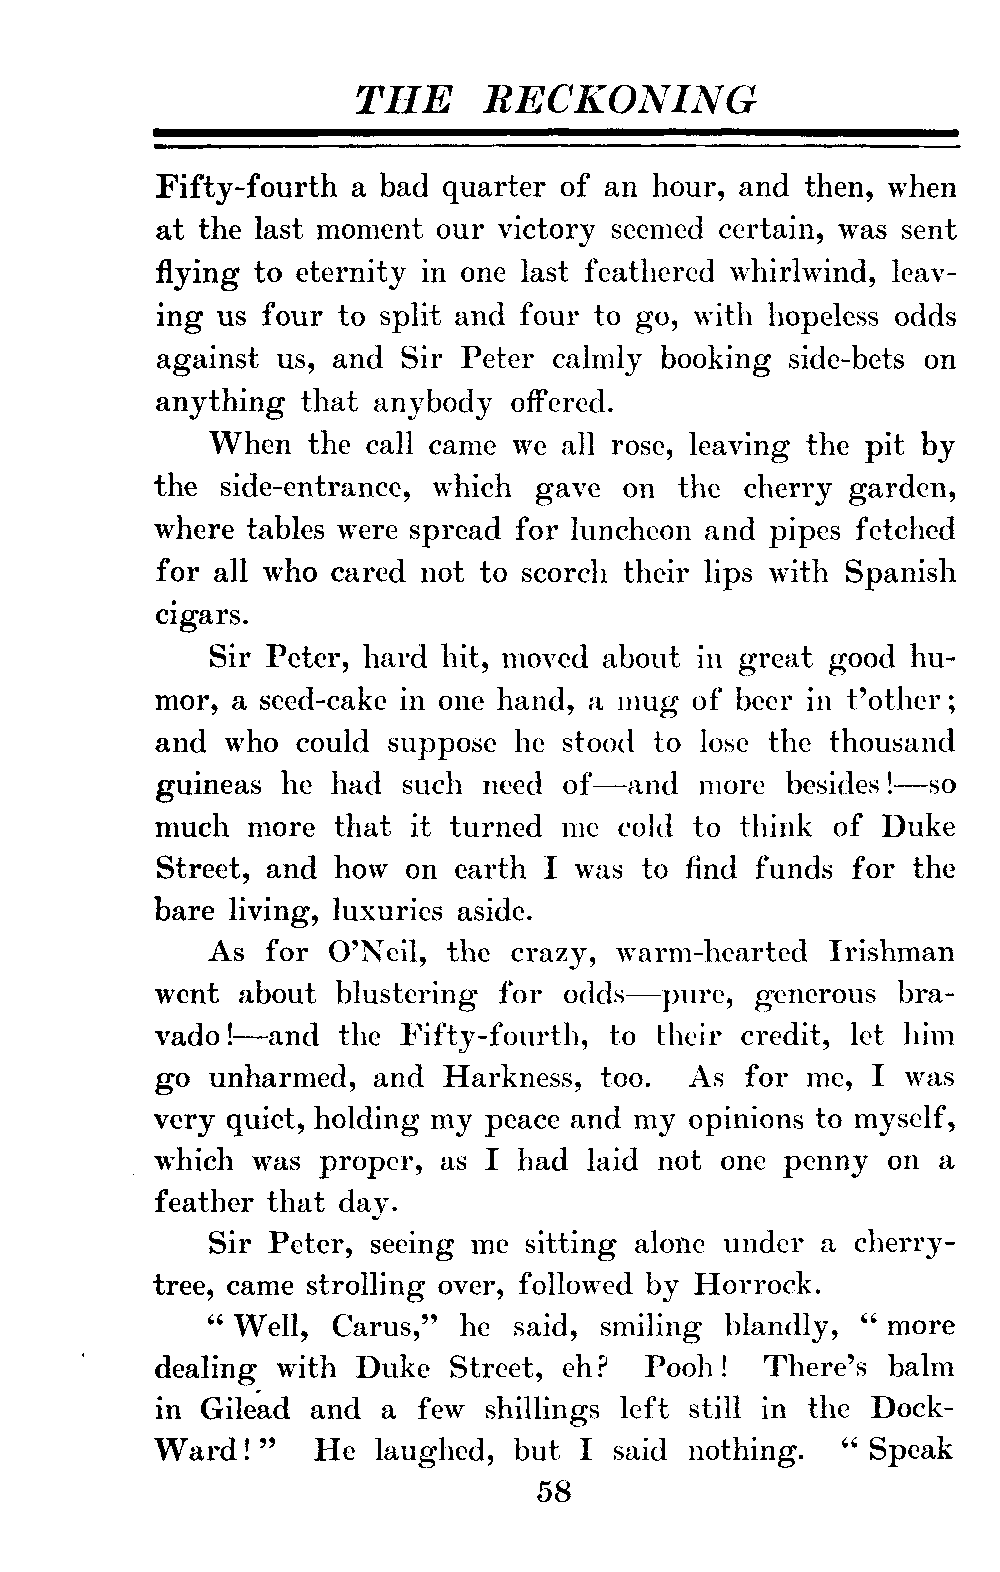 THE RECKONING
Fifty-fourth a bad quarter of an hour, and then, when
at the last moment our victory seemed certain, was sent
flying to eternity in one last feathered whirlwind, leav-
ing us four to split and four to go, with hopeless odds
against us, and Sir Peter calmly booking side-bets on
anything that anybody offered.
When the call came we all rose, leaving the pit by
the side-entrance, which gave on the cherry garden,
where tables were spread for luncheon and pipes fetched
for all who cared not to scorch their lips with Spanish
cigars.
Sir Peter, hard hit, moved about in great good hu-
mor, a seed-cake in one hand, a mug of beer in t'other;
and who could suppose he stood to lose the thousand
guineas he had such need of—and more besides!—so
much more that it turned me cold to think of Duke
Street, and how on earth I was to find funds for the
bare living, luxuries aside.
As for O'Neil, the crazy, warm-hearted Irishman
went about blustering for odds—pure, generous bra-
vado!—and the Fifty-fourth, to their credit, let him
go unharmed, and Harkness, too. As for me, I was
very quiet, holding my peace and my opinions to myself,
which was proper, as I had laid not one penny on a
feather that day.
Sir Peter, seeing me sitting alone under a cherry-
tree, came strolling over, followed by Horrock.
"Well, Carus," he said, smiling blandly, "more
dealing with Duke Street, eh? Pooh! There's balm
in Gilead and a few shillings left still in the Dock-
Ward!" He laughed, but I said nothing. "Speak
58